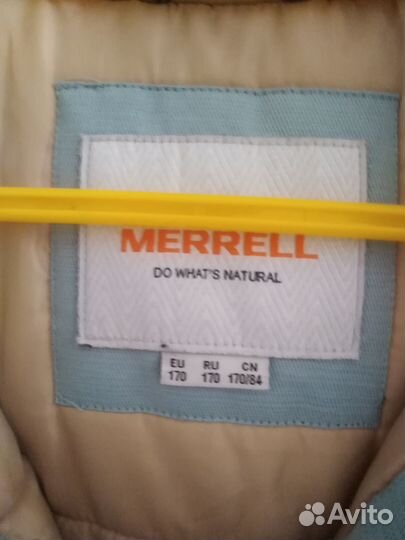 MERRELL
DO WHAT'S NATURAL
EU RU CN
170 170 170/84
Avito